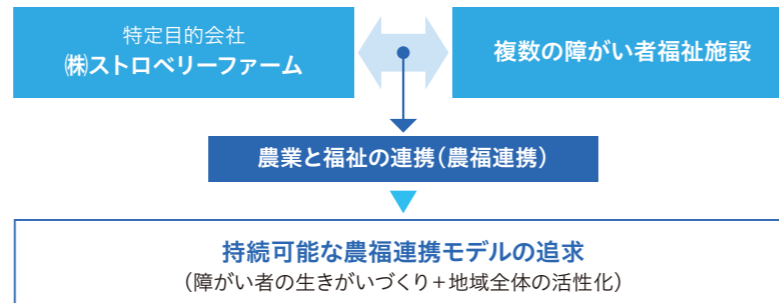 特定目的会社
㈱ストロベリーファーム
複数の障がい者福祉施設
農業と福祉の連携(農福連携)
持続可能な農福連携モデルの追求
(障がい者の生きがいづくり+地域全体の活性化)